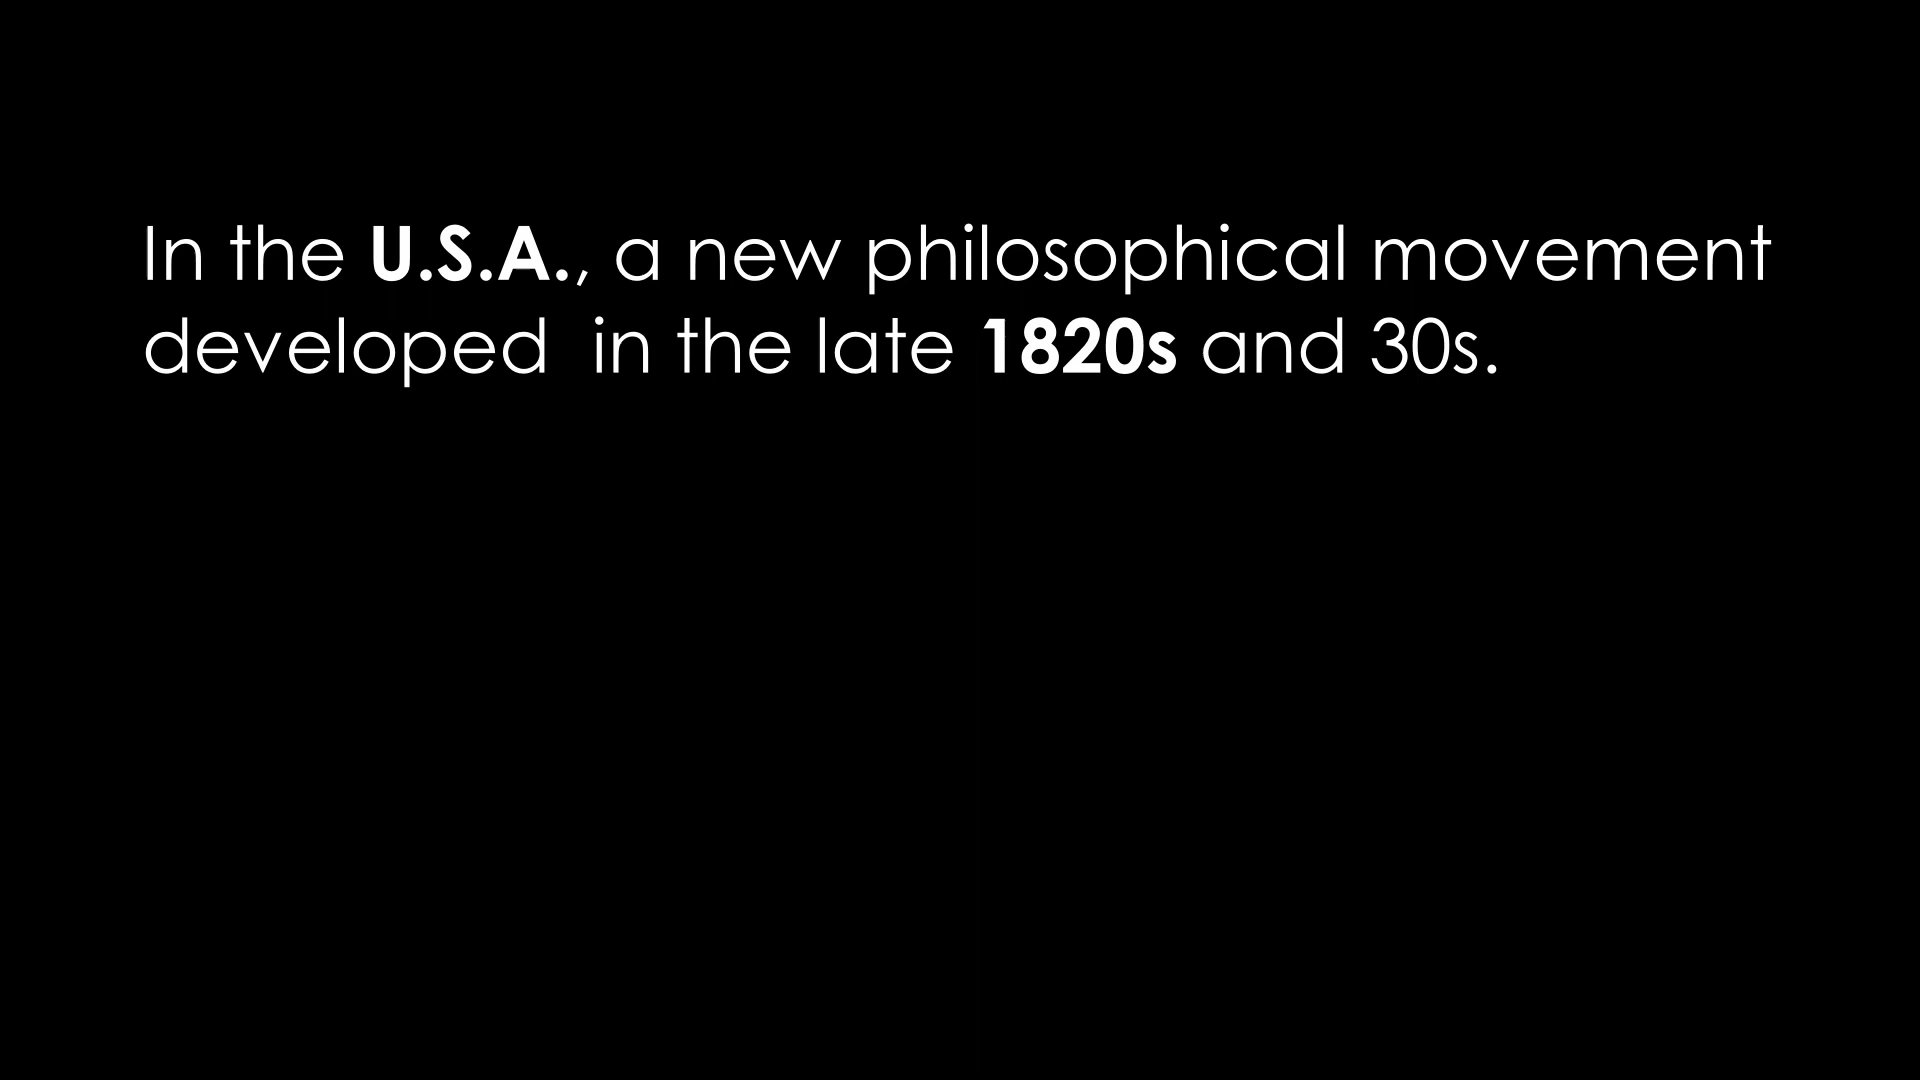 In the U.S.A., a new philosophical movement
developed  in the late 1820s and 30s.